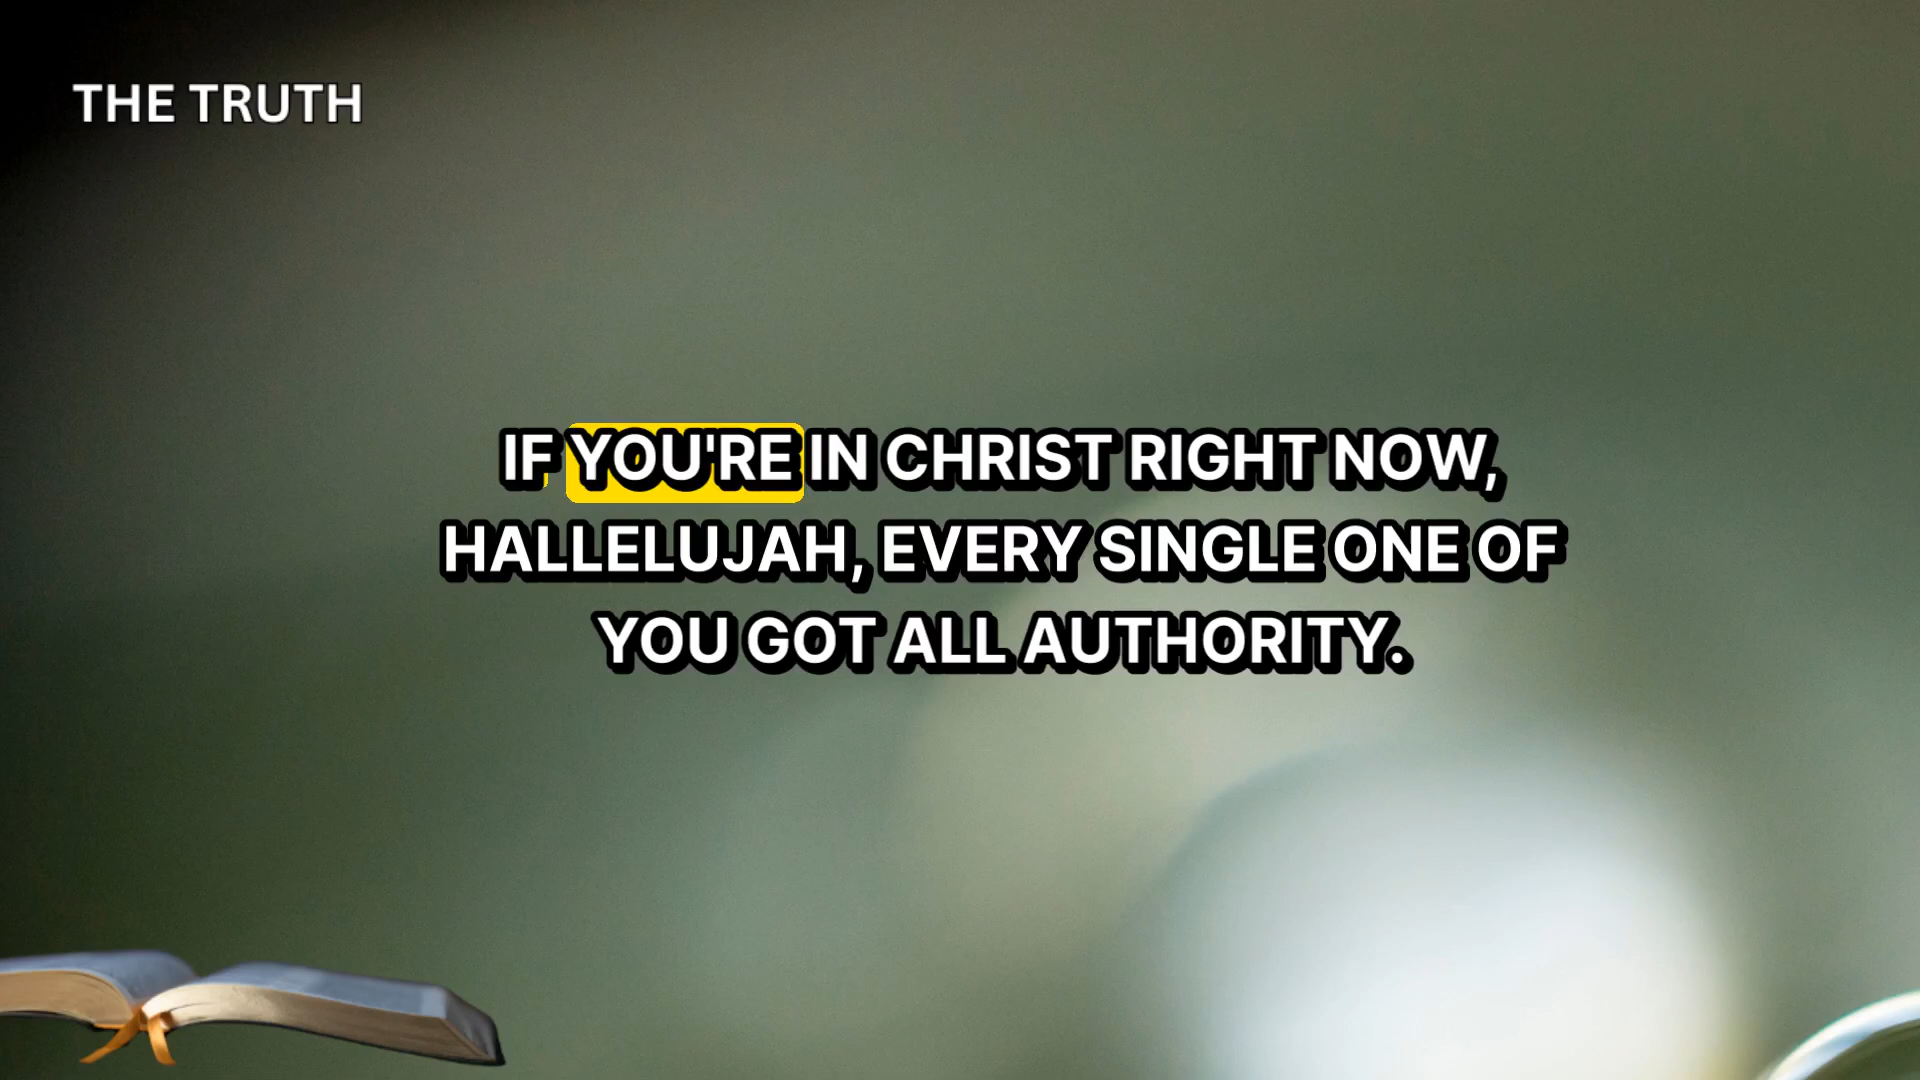 THE TRUTH
IF YOU'RE IN CHRIST RIGHT NOW,
HALLELUJAH, EVERY SINGLE ONE OF
YOU GOT ALL AUTHORITY.